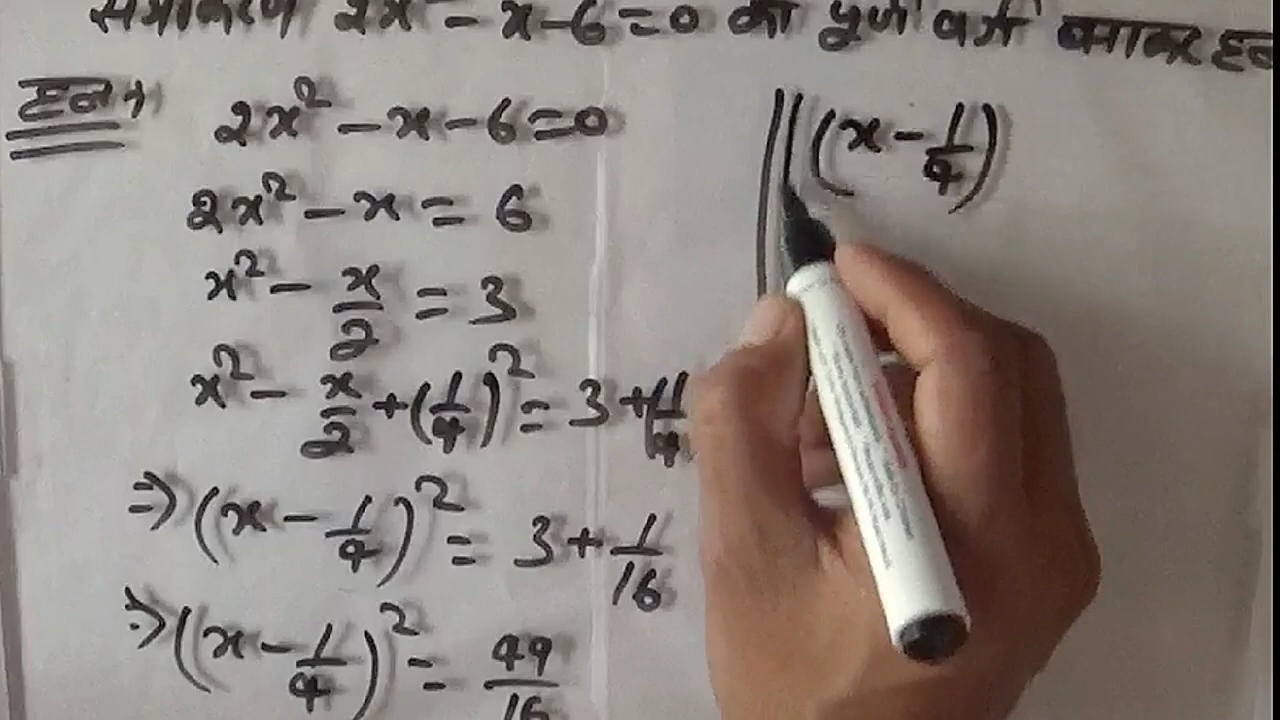 समीकरण 2x² - x - 6 = 0 को पूर्ण वर्ग बनाकर हल
हल→
2x² - x - 6 = 0
2x² - x = 6
x² - x/2 = 3
x² - x/2 + (1/4)² = 3 + (1/4
⇒ (x - 1/4)² = 3 + 1/16
⇒ (x - 1/4)² = 49/16
(x - 1/4)